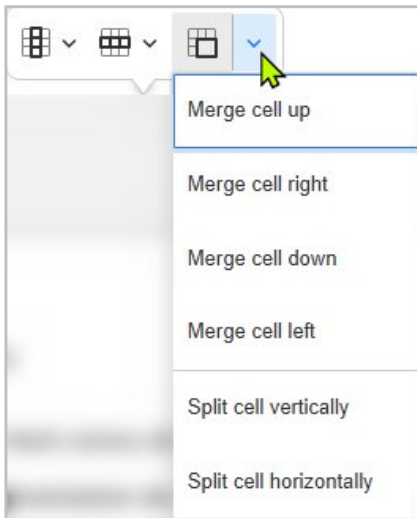 Merge cell up
Merge cell right
Merge cell down
Merge cell left
Split cell vertically
Split cell horizontally